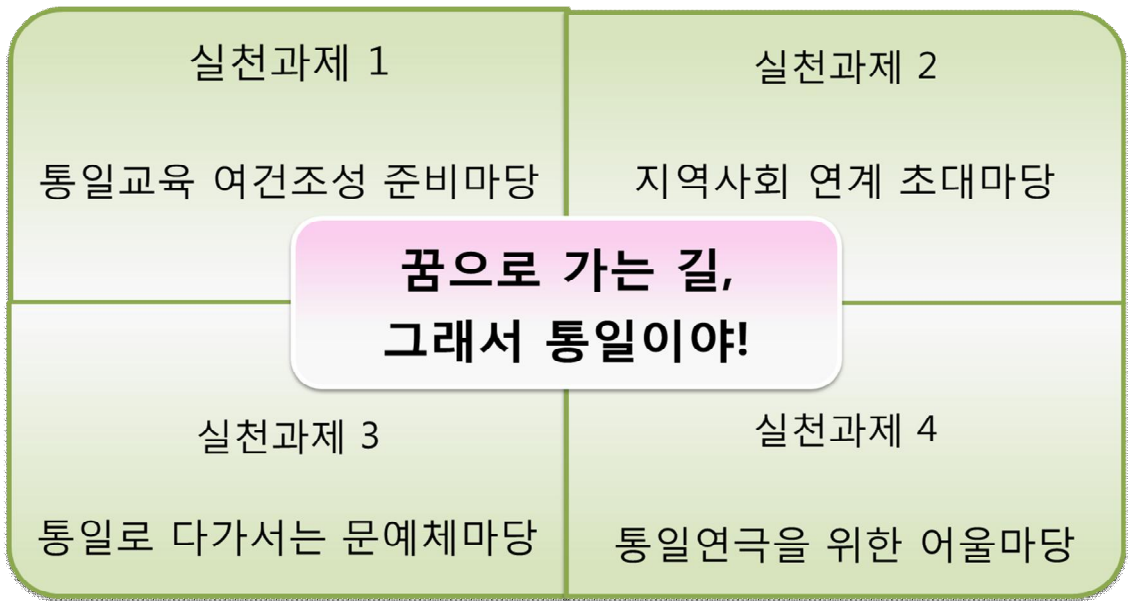 실천과제 1
통일교육 여건조성 준비마당
실천과제 2
지역사회 연계 초대마당
꿈으로 가는 길,
그래서 통일이야!
실천과제 3
통일로 다가서는 문예체마당
실천과제 4
통일연극을 위한 어울마당